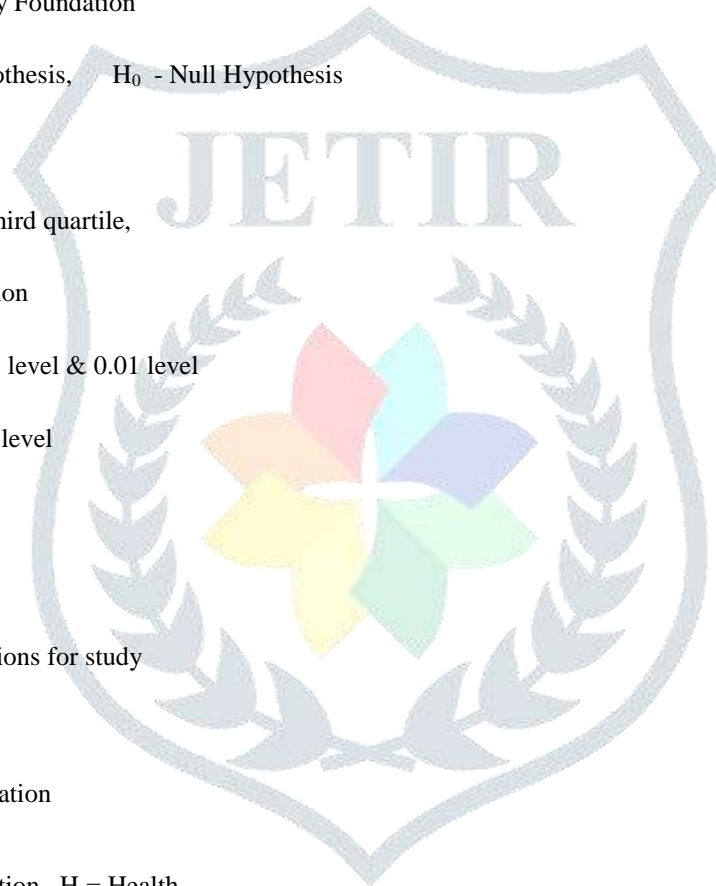 y Foundation
othesis, H₀ - Null Hypothesis
JETIR
hird quartile,
ion
level & 0.01 level
level
ions for study
ation
tion H = Health